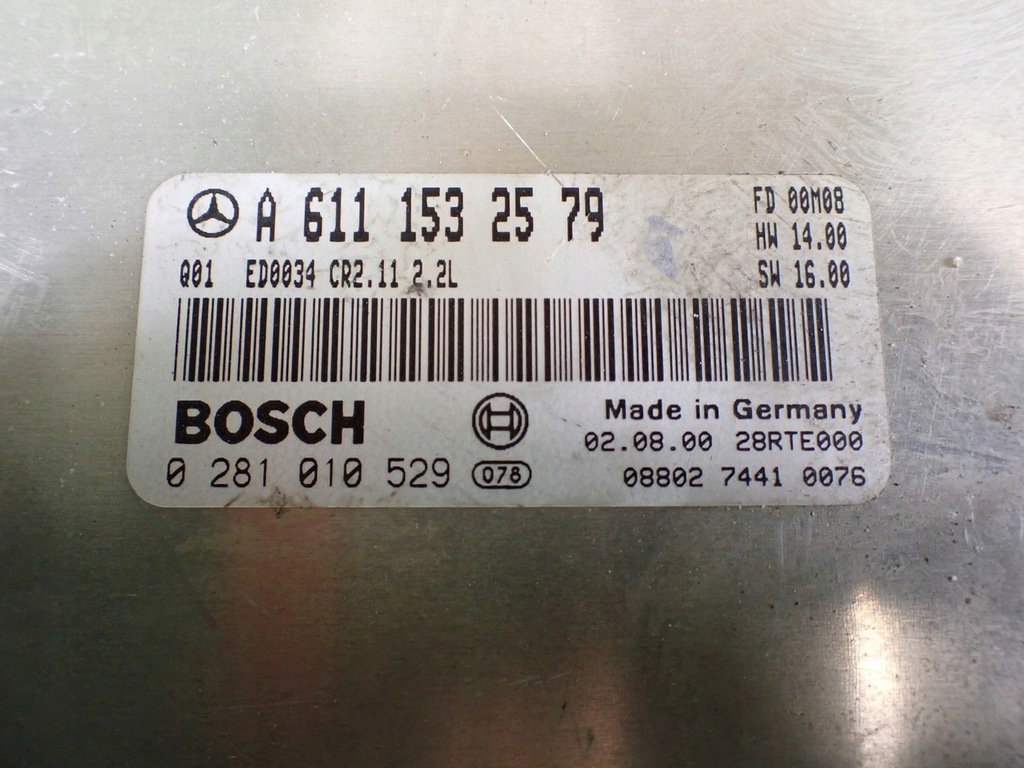 A 611 153 25 79 FD 00M08
HW 14.00
Q01 ED0034 CR2.11 2.2L SW 16.00
BOSCH Made in Germany
02.08.00 28RTE000
0 281 010 529 078 08802 7441 0076